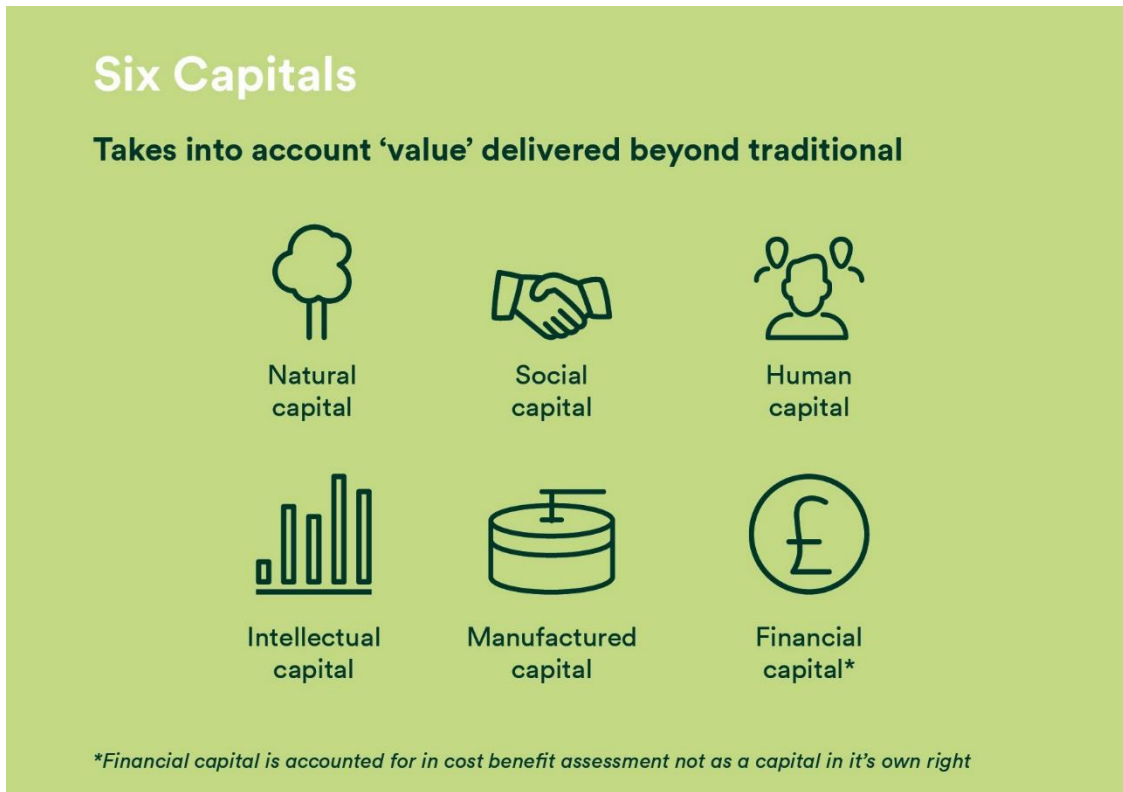 Six Capitals
Takes into account ‘value’ delivered beyond traditional
Natural
capital
Social
capital
Human
capital
Intellectual
capital
Manufactured
capital
£
Financial
capital*
*Financial capital is accounted for in cost benefit assessment not as a capital in it’s own right